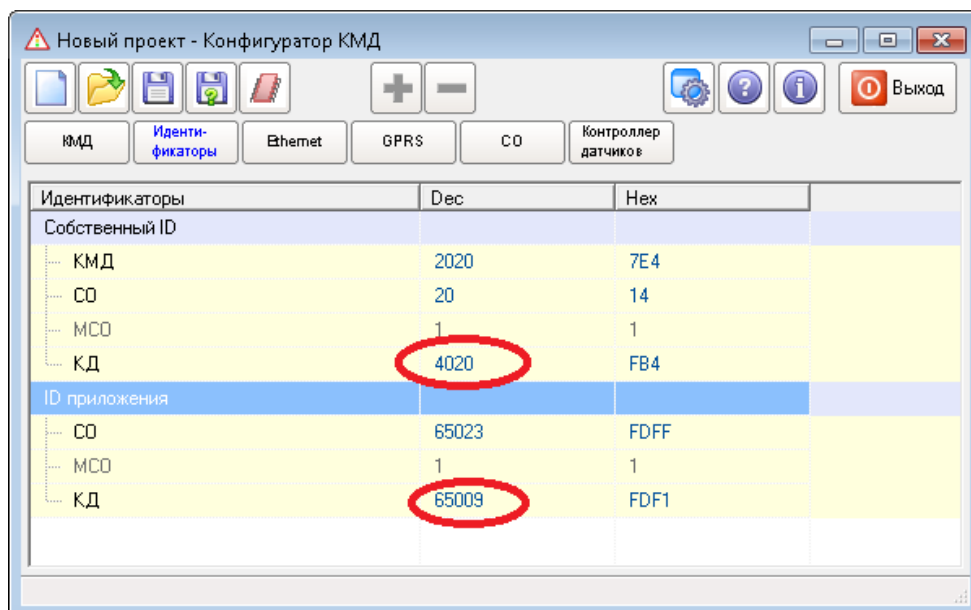 Новый проект - Конфигуратор КМД
Выход
КМД Иденти-фикаторы Ethernet GPRS СО Контроллер датчиков
Идентификаторы Dec Hex
Собственный ID
КМД 2020 7E4
СО 20 14
МСО 1 1
КД 4020 FB4
ID приложения
СО 65023 FDFF
МСО 1 1
КД 65009 FDF1